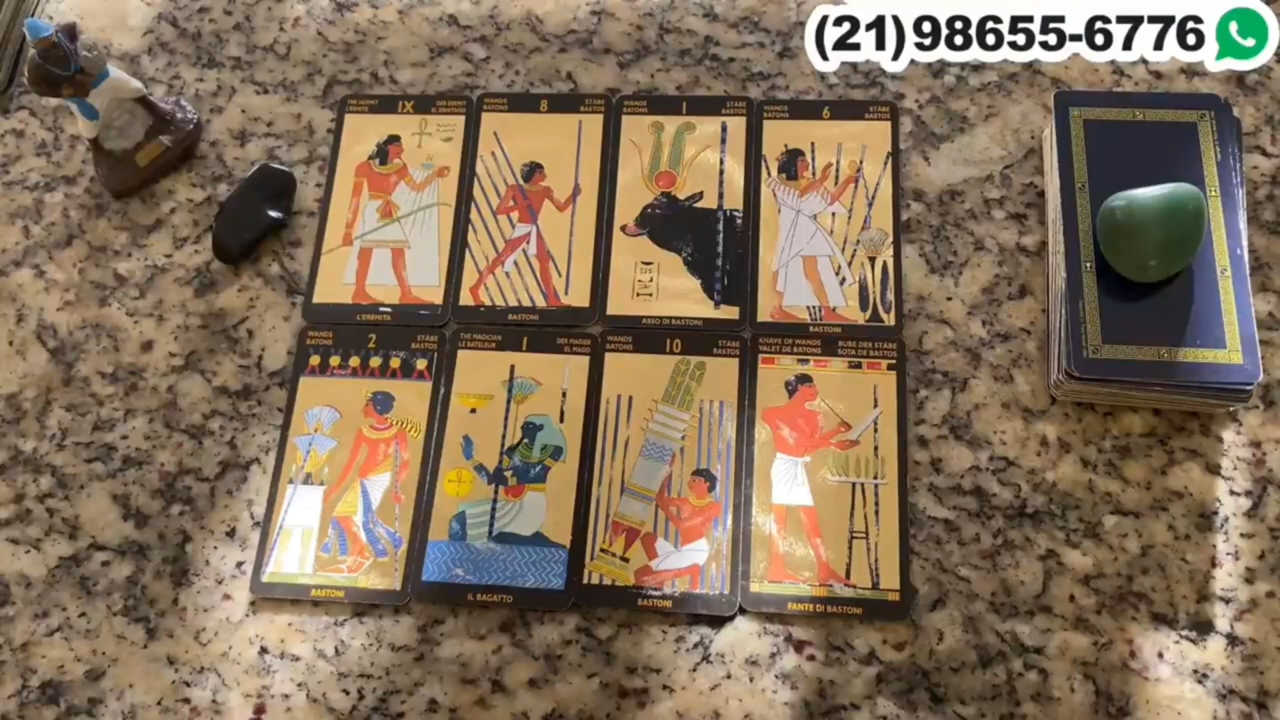 (21)98655-6776
THE HERMIT
L'ERMITE
IX
DER EREMIT
EL ERMITAÑO
L'EREMITA
WANDS
BATONS
8
STÄBE
BASTOS
BASTONI
WANDS
BATONS
1
STÄBE
BASTOS
ASSO DI BASTONI
WANDS
BATONS
6
STÄBE
BASTOS
BASTONI
WANDS
BATONS
2
STÄBE
BASTOS
BASTONI
THE MAGICIAN
LE BATELEUR
1
DER MAGIER
EL MAGO
IL BAGATTO
WANDS
BATONS
10
STÄBE
BASTOS
BASTONI
KNAVE OF WANDS
VALET DE BATONS
BUBE DER STÄBE
SOTA DE BASTOS
FANTE DI BASTONI